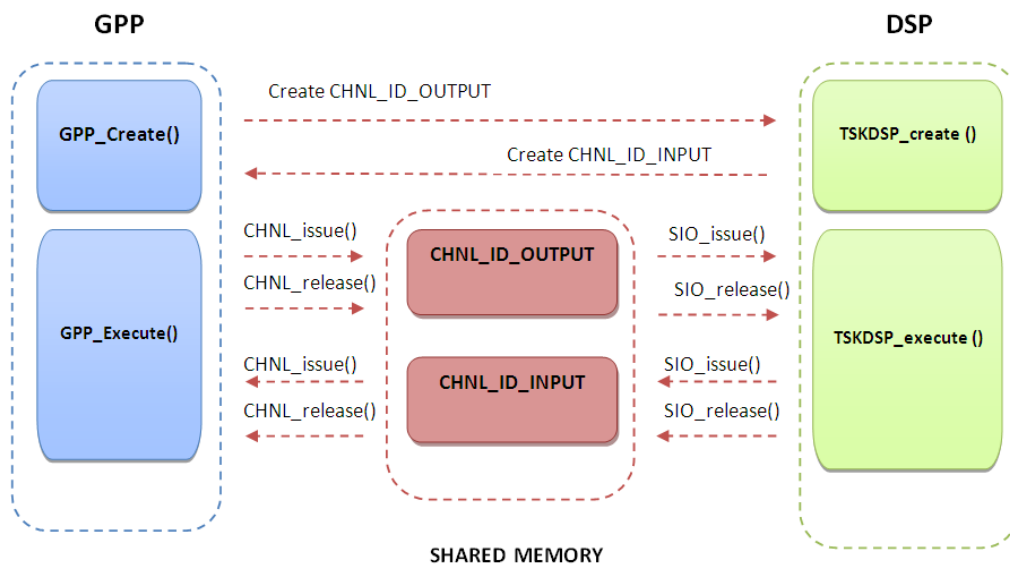 GPP
DSP
Create CHNL_ID_OUTPUT
GPP_Create()
TSKDSP_create ()
Create CHNL_ID_INPUT
CHNL_issue()
CHNL_ID_OUTPUT
SIO_issue()
CHNL_release()
SIO_release()
GPP_Execute()
TSKDSP_execute ()
CHNL_issue()
CHNL_ID_INPUT
SIO_issue()
CHNL_release()
SIO_release()
SHARED MEMORY